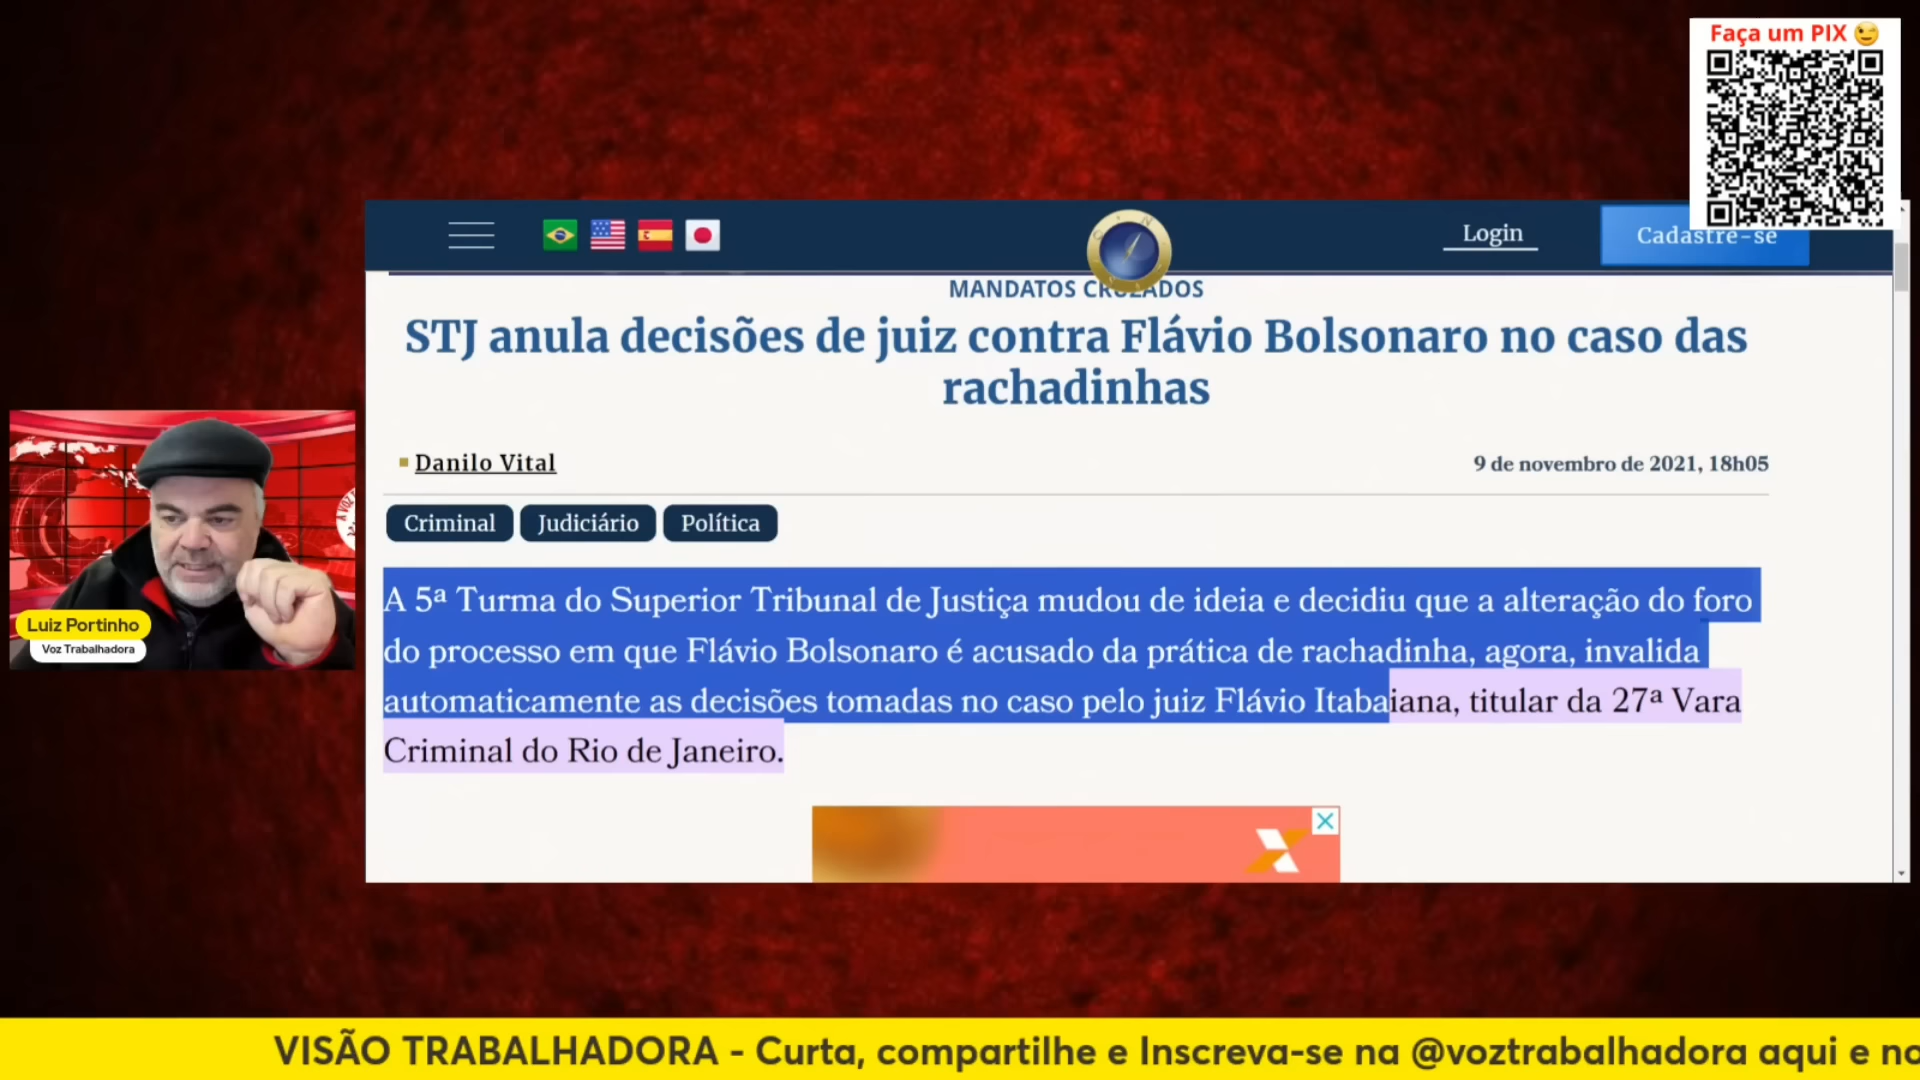 Faça um PIX
Login
Cadastre-se
MANDATOS CRUZADOS
STJ anula decisões de juiz contra Flávio Bolsonaro no caso das
rachadinhas
Danilo Vital
9 de novembro de 2021, 18h05
Criminal Judiciário Política
A 5ª Turma do Superior Tribunal de Justiça mudou de ideia e decidiu que a alteração do foro
do processo em que Flávio Bolsonaro é acusado da prática de rachadinha, agora, invalida
automaticamente as decisões tomadas no caso pelo juiz Flávio Itabaiana, titular da 27ª Vara
Criminal do Rio de Janeiro.
Luiz Portinho
Voz Trabalhadora
VISÃO TRABALHADORA - Curta, compartilhe e Inscreva-se na @voztrabalhadora aqui e no